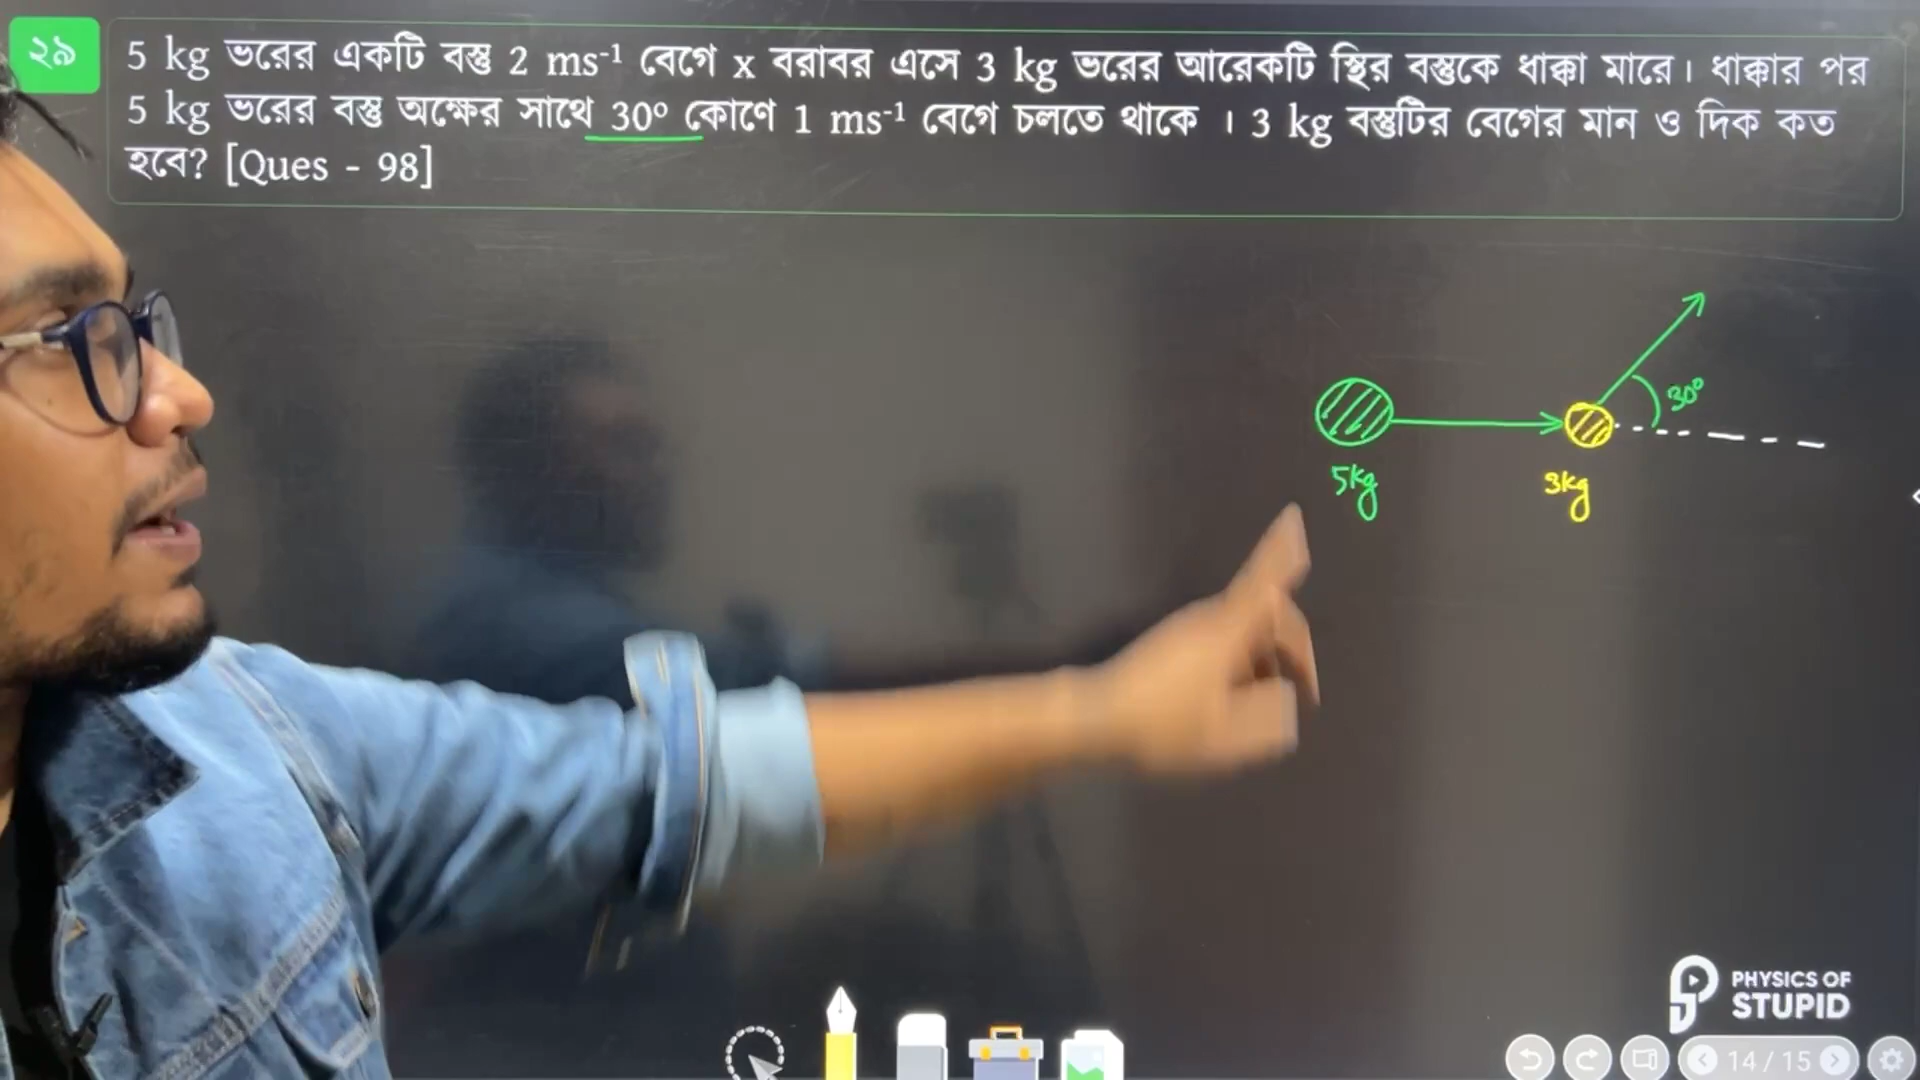 ২৯
5 kg ভরের একটি বস্তু 2 ms⁻¹ বেগে x বরাবর এসে 3 kg ভরের আরেকটি স্থির বস্তুকে ধাক্কা মারে। ধাক্কার পর
5 kg ভরের বস্তু অক্ষের সাথে 30° কোণে 1 ms⁻¹ বেগে চলতে থাকে । 3 kg বস্তুটির বেগের মান ও দিক কত
হবে? [Ques - 98]
30°
5kg
3kg
PHYSICS OF
STUPID
14 / 15